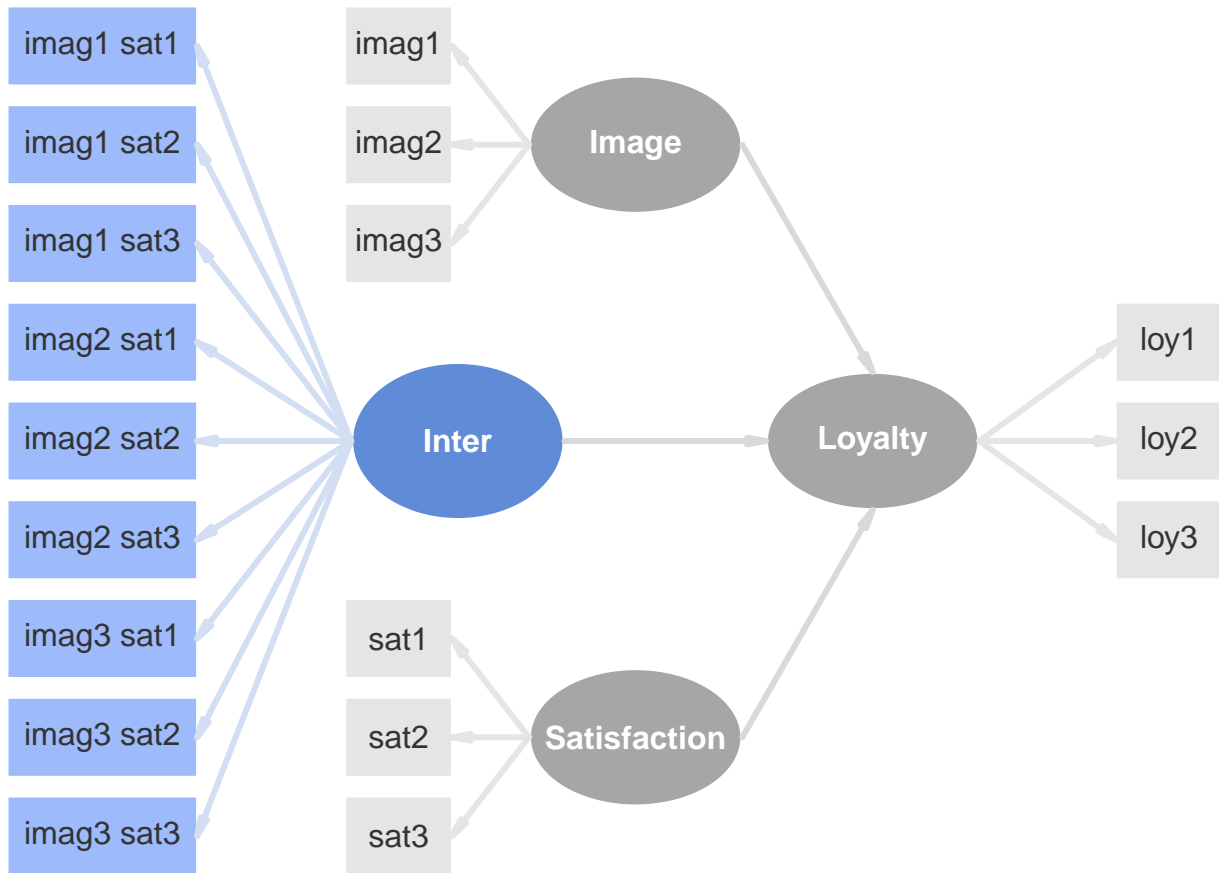 imag1 sat1
imag1 sat2
imag1 sat3
imag2 sat1
imag2 sat2
imag2 sat3
imag3 sat1
imag3 sat2
imag3 sat3
imag1
imag2
imag3
Image
Inter
sat1
sat2
sat3
Satisfaction
Loyalty
loy1
loy2
loy3